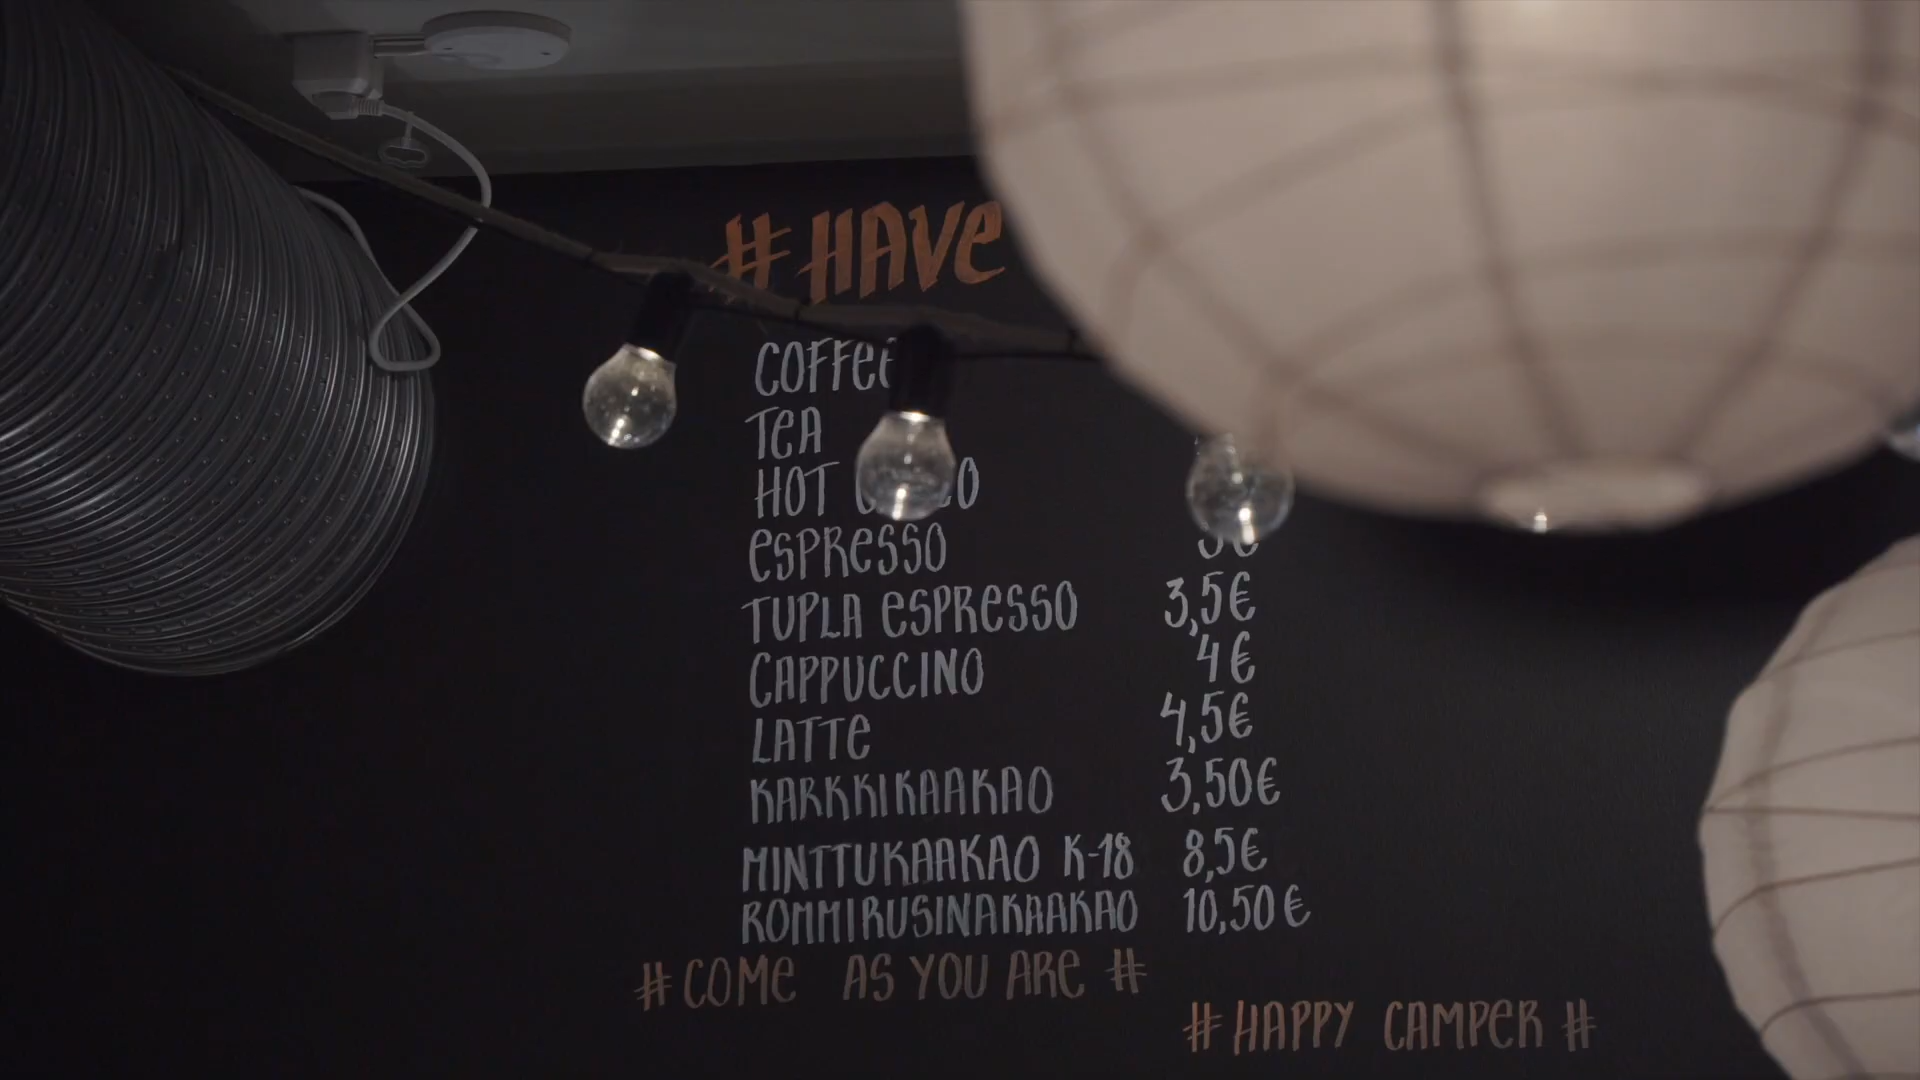 #HAVE
COFFEE
TEA
HOT
ESPRESSO
TUPLA ESPRESSO 3,5€
CAPPUCCINO 4€
LATTE 4,5€
KARKKIKAAKAO 3,50€
MINTTUKAAKAO K-18 8,5€
ROMMIRUSINAKAAKAO 10,50€
#COME AS YOU ARE #
#HAPPY CAMPER #